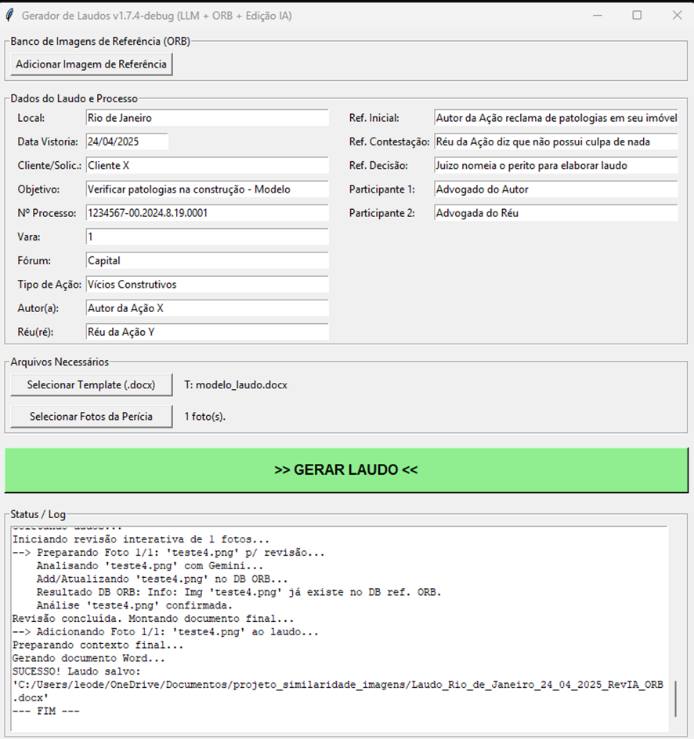 Gerador de Laudos v1.7.4-debug (LLM + ORB + Edição IA)
Banco de Imagens de Referência (ORB)
Adicionar Imagem de Referência
Dados do Laudo e Processo
Local: Rio de Janeiro
Ref. Inicial: Autor da Ação reclama de patologias em seu imóvel
Data Vistoria: 24/04/2025
Ref. Contestação: Réu da Ação diz que não possui culpa de nada
Cliente/Solic.: Cliente X
Ref. Decisão: Juizo nomeia o perito para elaborar laudo
Objetivo: Verificar patologias na construção - Modelo
Participante 1: Advogado do Autor
Nº Processo: 1234567-00.2024.8.19.0001
Participante 2: Advogada do Réu
Vara: 1
Fórum: Capital
Tipo de Ação: Vícios Construtivos
Autor(a): Autor da Ação X
Réu(ré): Réu da Ação Y
Arquivos Necessários
Selecionar Template (.docx) T: modelo_laudo.docx
Selecionar Fotos da Perícia 1 foto(s).
>> GERAR LAUDO <<
Status / Log
Iniciando revisão interativa de 1 fotos...
--> Preparando Foto 1/1: 'teste4.png' p/ revisão...
Analisando 'teste4.png' com Gemini...
Add/Atualizando 'teste4.png' no DB ORB...
Resultado DB ORB: Info: Img 'teste4.png' já existe no DB ref. ORB.
Análise 'teste4.png' confirmada.
Revisão concluída. Montando documento final...
--> Adicionando Foto 1/1: 'teste4.png' ao laudo...
Preparando contexto final...
Gerando documento Word...
SUCESSO! Laudo salvo:
'C:/Users/leode/OneDrive/Documentos/projeto_similaridade_imagens/Laudo_Rio_de_Janeiro_24_04_2025_RevIA_ORB
.docx'
--- FIM ---